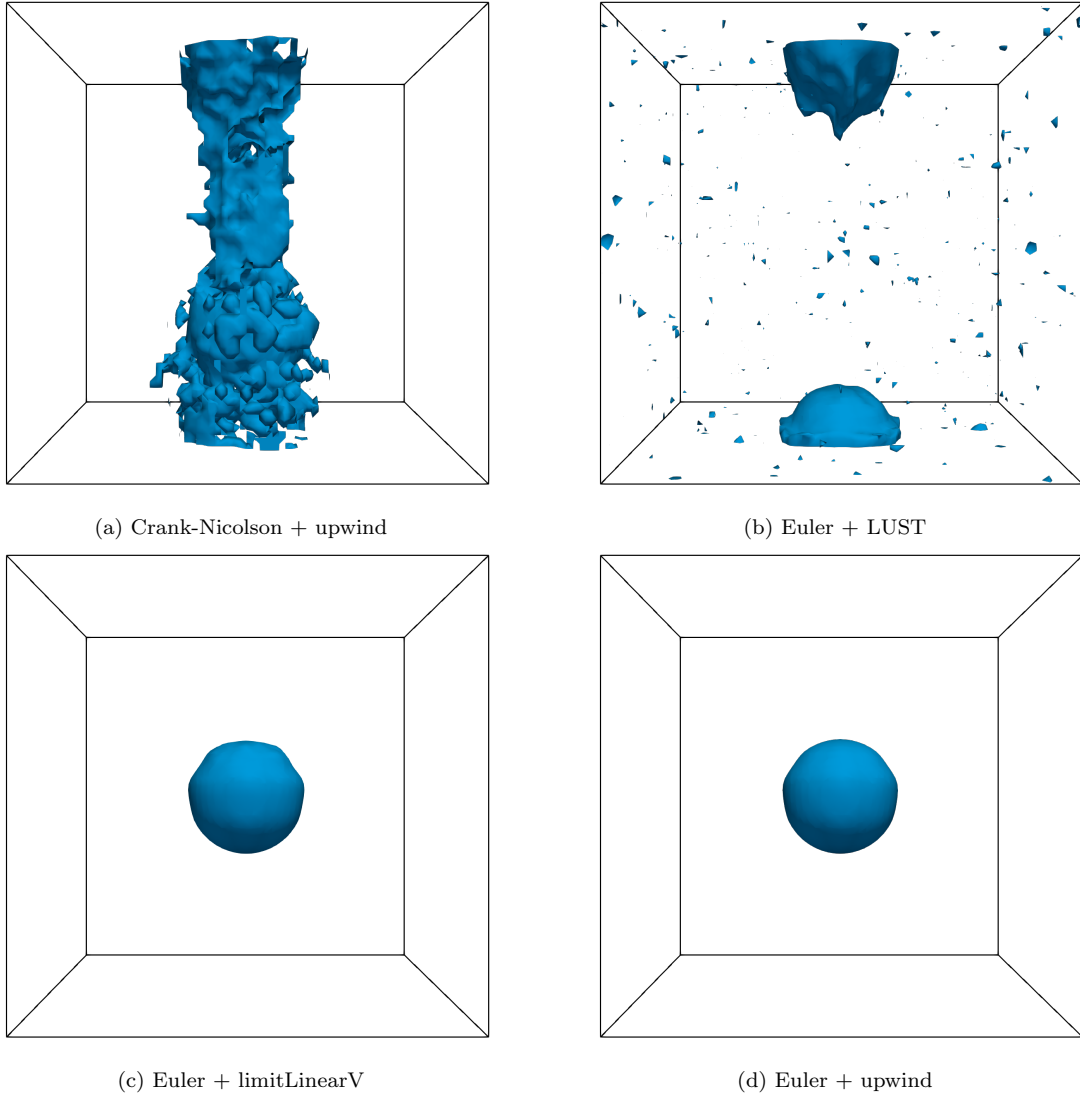 (a) Crank-Nicolson + upwind
(b) Euler + LUST
(c) Euler + limitLinearV
(d) Euler + upwind